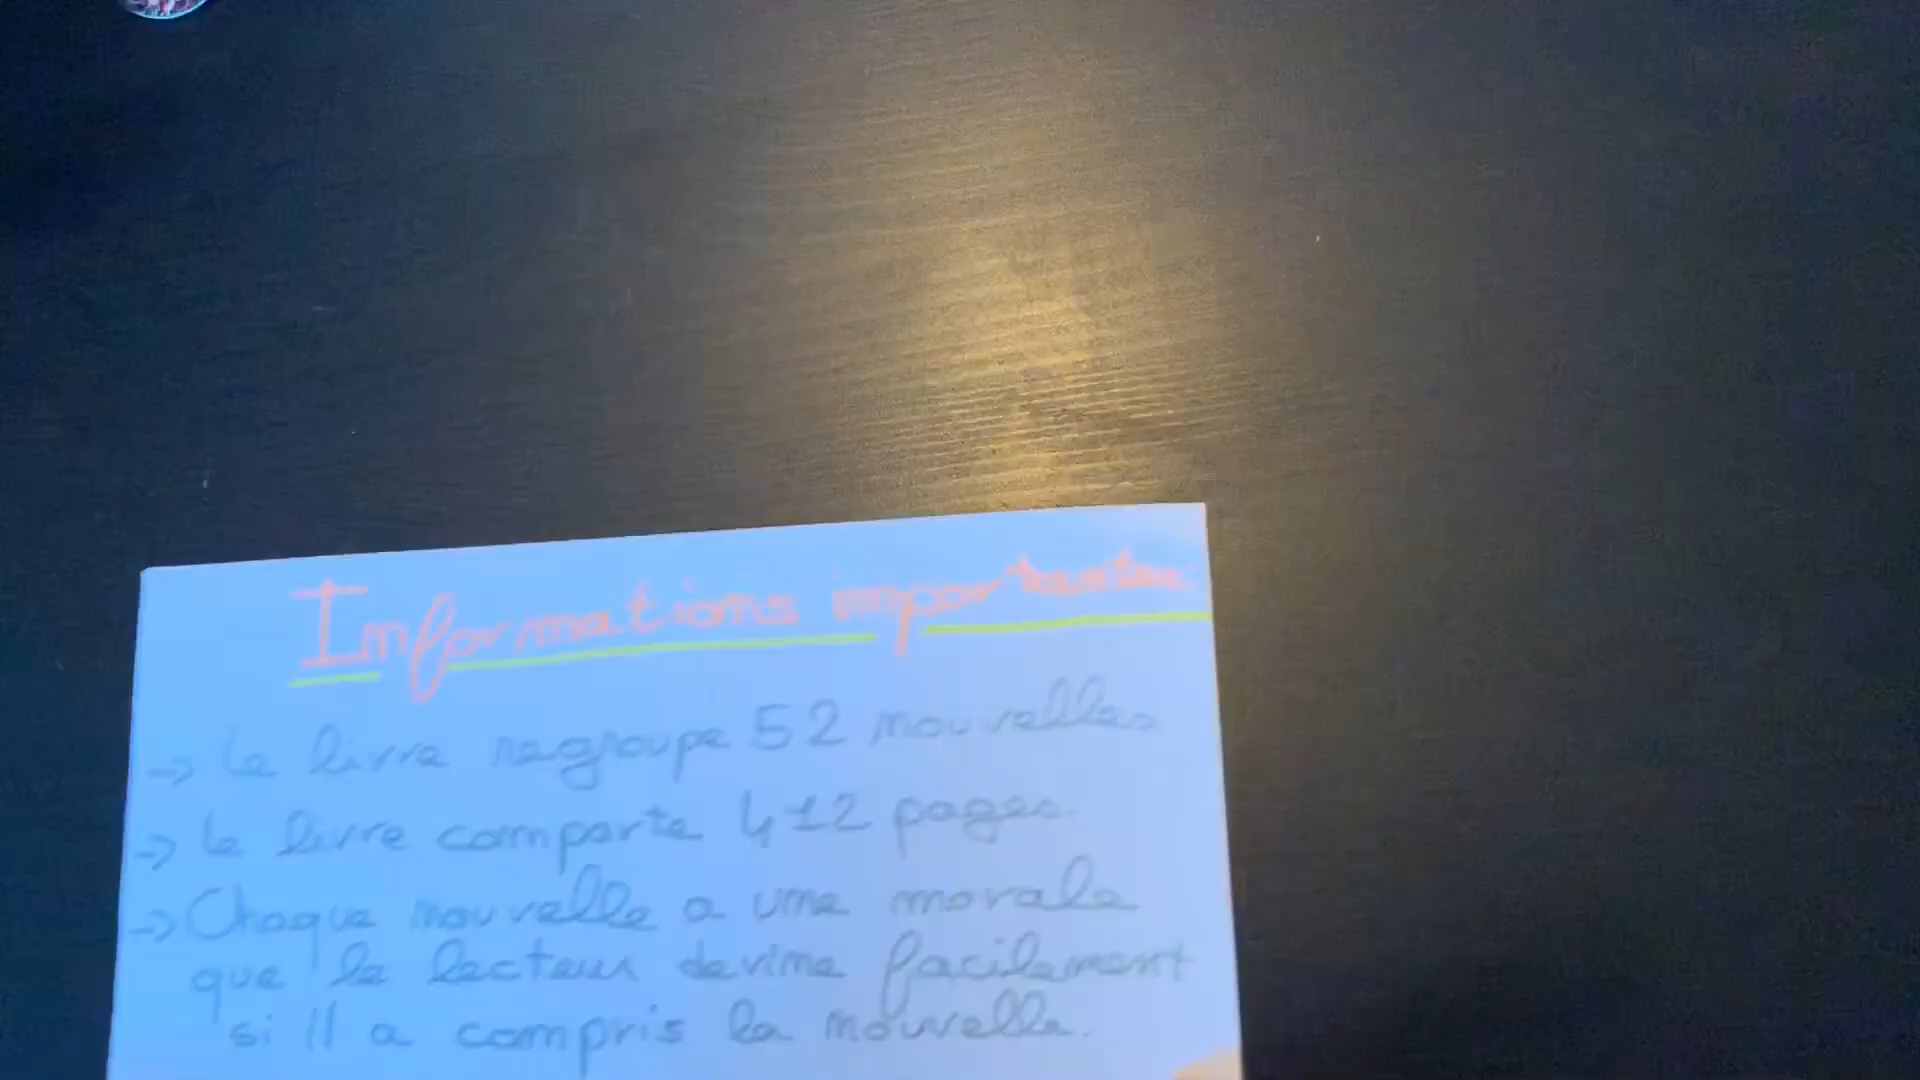 Informations importantes
-> Le livre regroupe 52 nouvelles
-> le livre comporte 412 pages.
-> Chaque nouvelle a une morale
que le lecteur devine facilement
si il a compris la nouvelle.